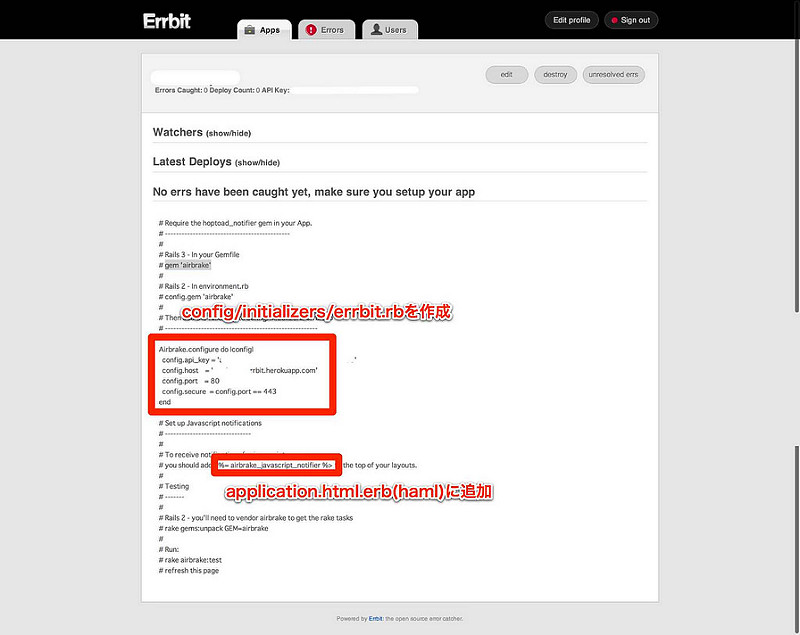 Errbit
Apps
Errors
Users
Edit profile
Sign out
edit
destroy
unresolved errs
Errors Caught: 0 Deploy Count: 0 API Key:
Watchers (show/hide)
Latest Deploys (show/hide)
No errs have been caught yet, make sure you setup your app
# Require the hoptoad_notifier gem in your App.
# ---------------------------------------------
#
# Rails 3 - In your Gemfile
# gem 'airbrake'
#
# Rails 2 - In environment.rb
# config.gem 'airbrake'
#
config/initializers/errbit.rbを作成
# The
# -------------------------------------------------------
Airbrake.configure do |config|
config.api_key = '
config.host = ' rrbit.herokuapp.com'
config.port = 80
config.secure = config.port == 443
end
# Set up Javascript notifications
# -------------------------------
#
# To receive
# you should add %= airbrake_javascript_notifier %> the top of your layouts.
#
# Testing
application.html.erb(haml)に追加
# -------
#
# Rails 2 - you'll need to vendor airbrake to get the rake tasks
# rake gems:unpack GEM=airbrake
#
# Run:
# rake airbrake:test
# refresh this page
Powered by Errbit: the open source error catcher.